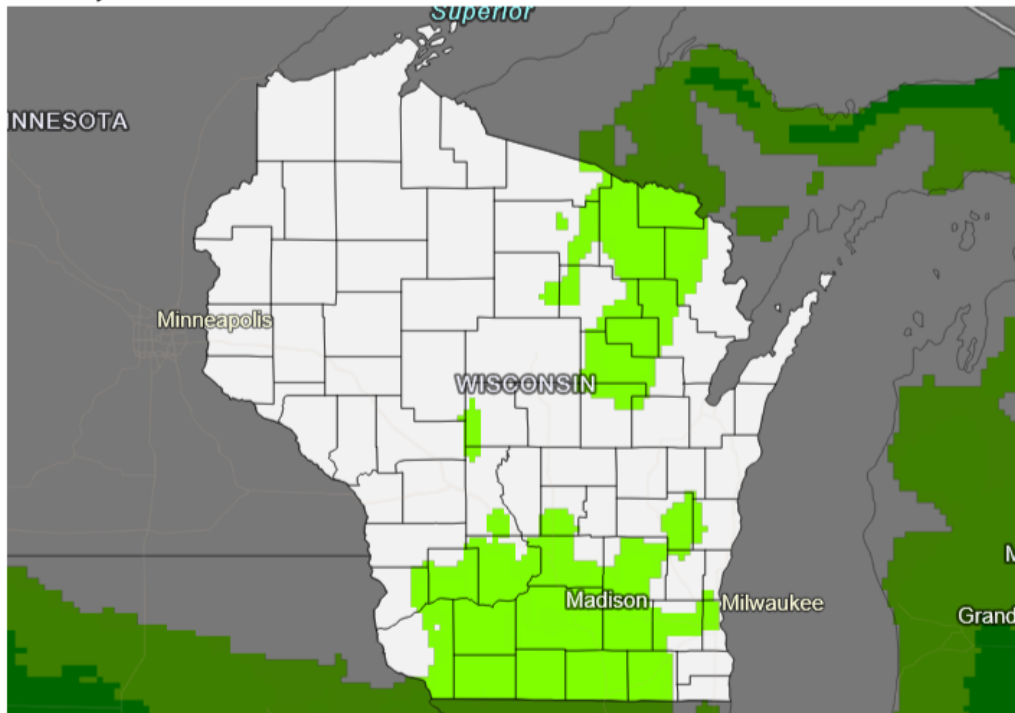 Superior
INNESOTA
Minneapolis
WISCONSIN
Madison
Milwaukee
M
Grand